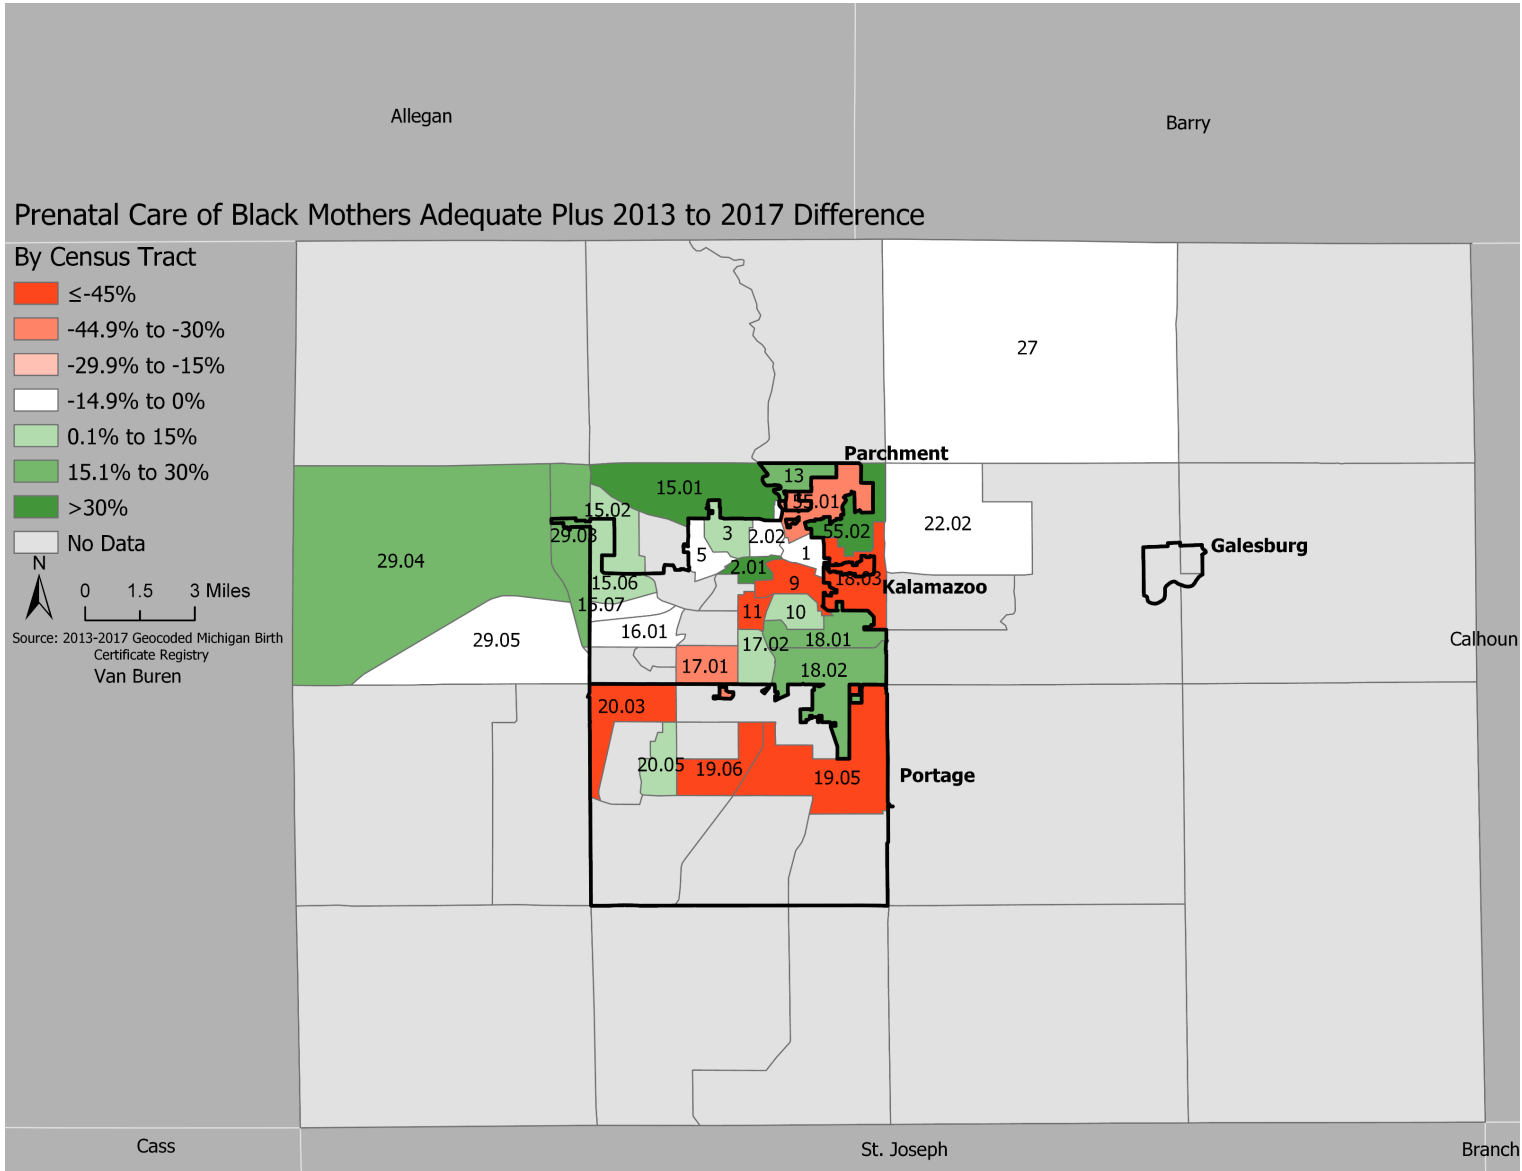 Allegan
Barry
Prenatal Care of Black Mothers Adequate Plus 2013 to 2017 Difference
By Census Tract
≤-45%
-44.9% to -30%
-29.9% to -15%
-14.9% to 0%
0.1% to 15%
15.1% to 30%
>30%
No Data
N
0 1.5 3 Miles
Source: 2013-2017 Geocoded Michigan Birth
Certificate Registry
Van Buren
27
Parchment
13
15.01
55.01
15.02
22.02
29.03
3
2.02
55.02
5
1
Galesburg
29.04
2.01
15.06
9
18.03
Kalamazoo
15.07
11
10
16.01
29.05
17.02
18.01
Calhoun
17.01
18.02
20.03
20.05
19.06
19.05
Portage
Cass
St. Joseph
Branch